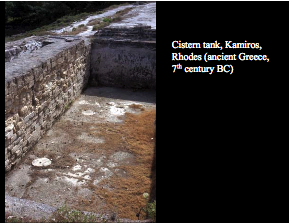 Cistern tank, Kamiros,
Rhodes (ancient Greece,
7th century BC)